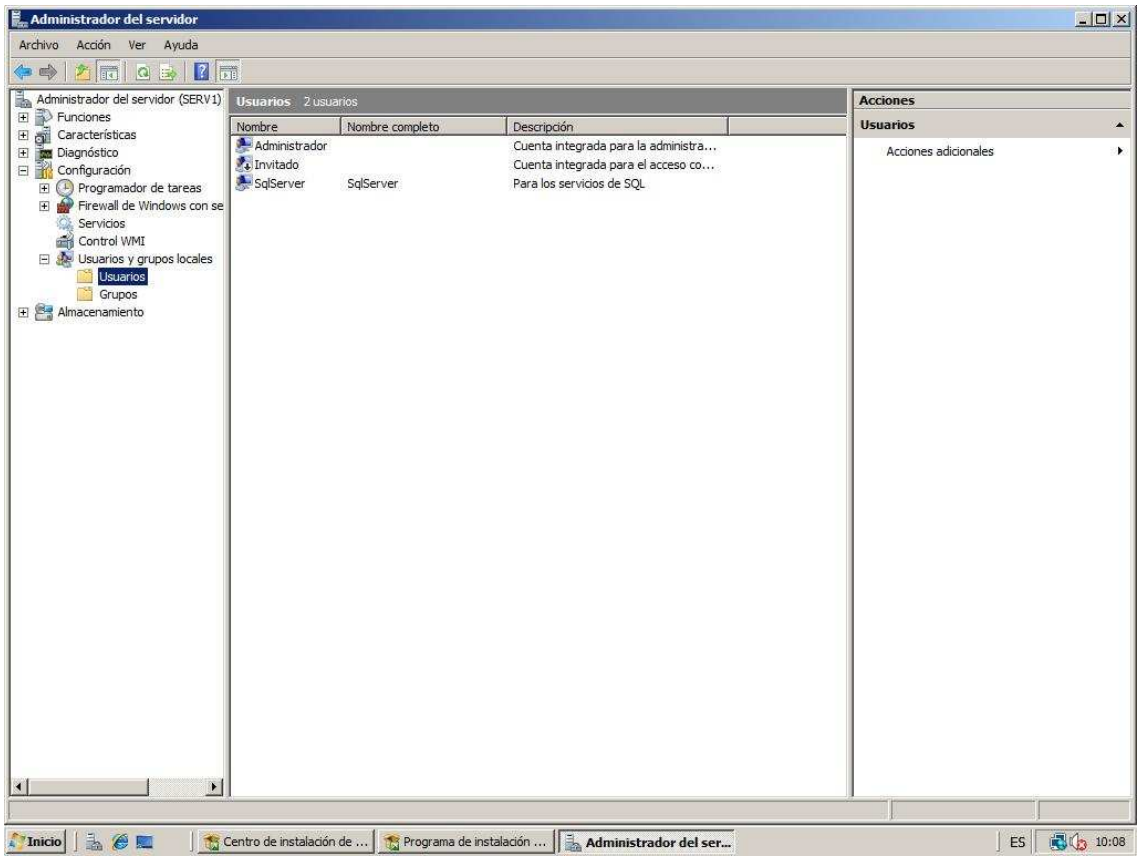 Administrador del servidor
Archivo Acción Ver Ayuda
Administrador del servidor (SERV1)
Funciones
Características
Diagnóstico
Configuración
Programador de tareas
Firewall de Windows con se
Servicios
Control WMI
Usuarios y grupos locales
Usuarios
Grupos
Almacenamiento
Usuarios 2 usuarios
Nombre Nombre completo Descripción
Administrador Cuenta integrada para la administra...
Invitado Cuenta integrada para el acceso co...
SqlServer SqlServer Para los servicios de SQL
Acciones
Usuarios
Acciones adicionales
Inicio Centro de instalación de ... Programa de instalación ... Administrador del ser... ES 10:08